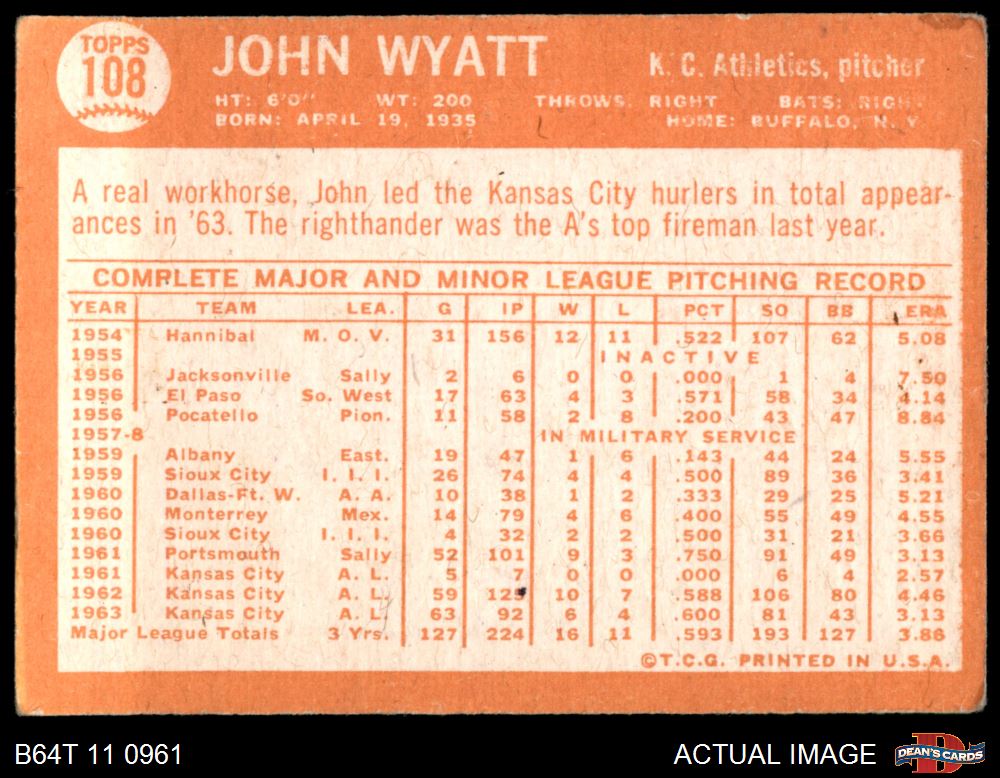 TOPPS
108
JOHN WYATT
K. C. Athletics, pitcher
HT: 6'0" WT: 200 THROWS: RIGHT BATS: RIGHT
BORN: APRIL 19, 1935 HOME: BUFFALO, N. Y.
A real workhorse, John led the Kansas City hurlers in total appear-
ances in '63. The righthander was the A's top fireman last year.
COMPLETE MAJOR AND MINOR LEAGUE PITCHING RECORD
YEAR TEAM LEA. G IP W L PCT SO BB ERA
1954 Hannibal M. O. V. 31 156 12 11 .522 107 62 5.08
1955 INACTIVE
1956 Jacksonville Sally 2 6 0 0 .000 1 4 7.50
1956 El Paso So. West 17 63 4 3 .571 58 34 4.14
1956 Pocatello Pion. 11 58 2 8 .200 43 47 8.84
1957-8 IN MILITARY SERVICE
1959 Albany East. 19 47 1 6 .143 44 24 5.55
1959 Sioux City I. I. I. 26 74 4 4 .500 89 36 3.41
1960 Dallas-Ft. W. A. A. 10 38 1 2 .333 29 25 5.21
1960 Monterrey Mex. 14 79 4 6 .400 55 49 4.55
1960 Sioux City I. I. I. 4 32 2 2 .500 31 21 3.66
1961 Portsmouth Sally 52 101 9 3 .750 91 49 3.13
1961 Kansas City A. L. 5 7 0 0 .000 6 4 2.57
1962 Kansas City A. L. 59 125 10 7 .588 106 80 4.46
1963 Kansas City A. L. 63 92 6 4 .600 81 43 3.13
Major League Totals 3 Yrs. 127 224 16 11 .593 193 127 3.86
©T.C.G. PRINTED IN U.S.A.
B64T 11 0961
ACTUAL IMAGE
DEAN'S CARDS